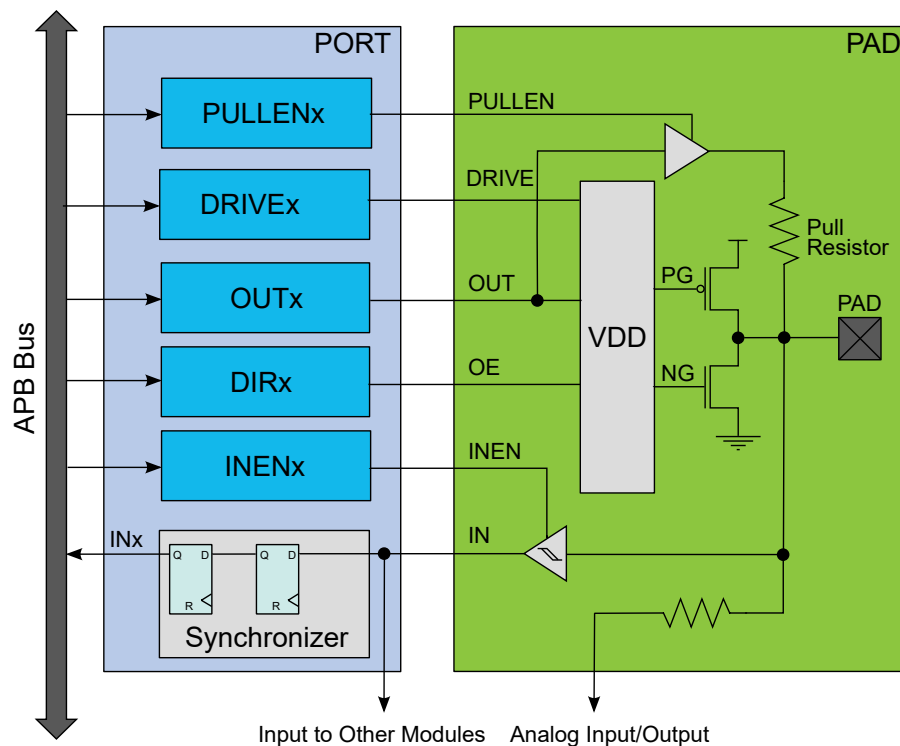 PORT
PAD
APB Bus
PULLENx
PULLEN
DRIVEx
DRIVE
Pull
Resistor
OUTx
OUT
PG
PAD
VDD
DIRx
OE
NG
INENx
INEN
INx
Q D
R
Q D
R
IN
Synchronizer
Input to Other Modules
Analog Input/Output